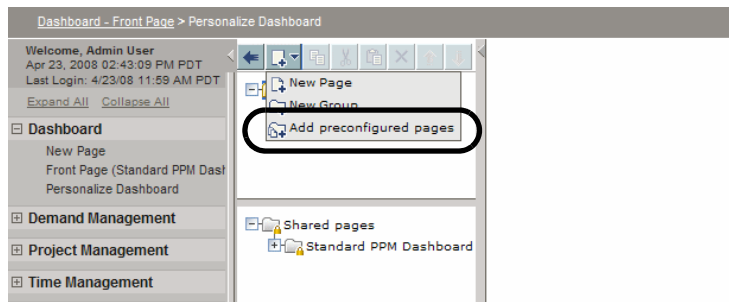 Dashboard - Front Page > Personalize Dashboard
Welcome, Admin User
Apr 23, 2008 02:43:09 PM PDT
Last Login: 4/23/08 11:59 AM PDT
Expand All Collapse All
Dashboard
New Page
Front Page (Standard PPM Dash
Personalize Dashboard
Demand Management
Project Management
Time Management
New Page
New Group
Add preconfigured pages
Shared pages
Standard PPM Dashboard